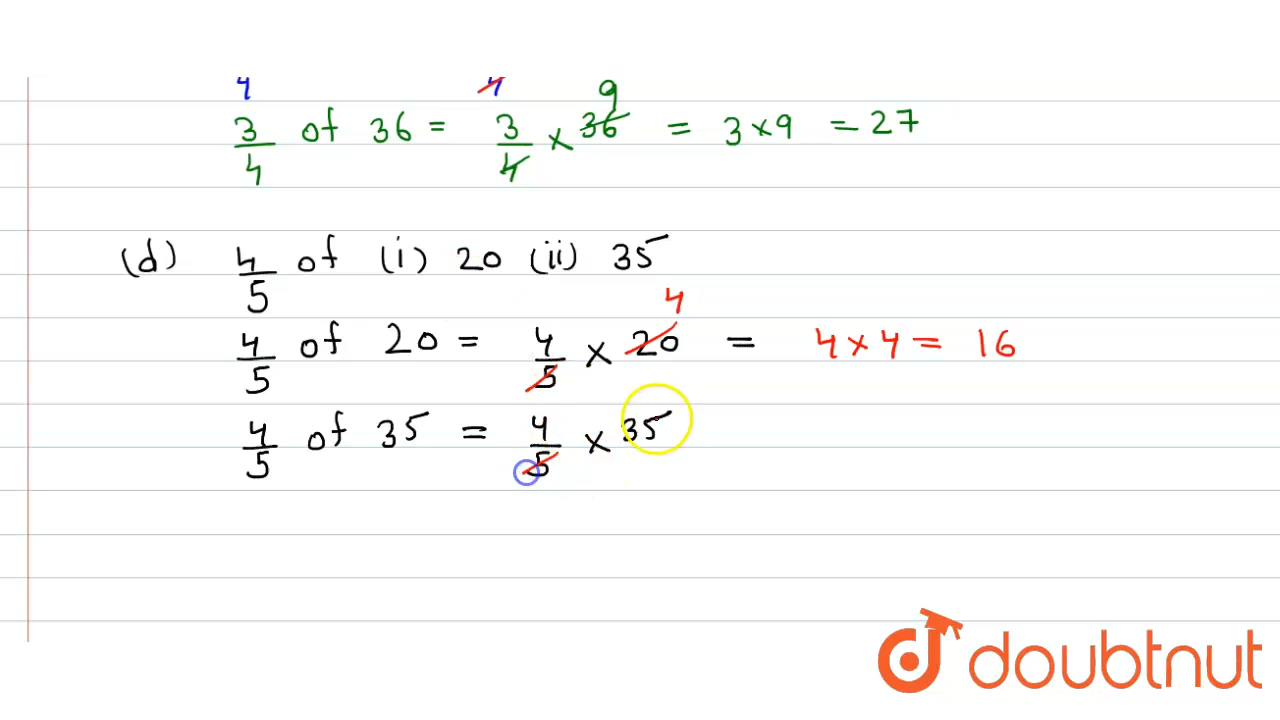 4 4
3/4 of 36 = 3/4 × 36 9 = 3 × 9 = 27
(d) 4/5 of (i) 20 (ii) 35
4/5 of 20 = 4/5 × 20 4 = 4 × 4 = 16
4/5 of 35 = 4/5 × 35
doubtnut